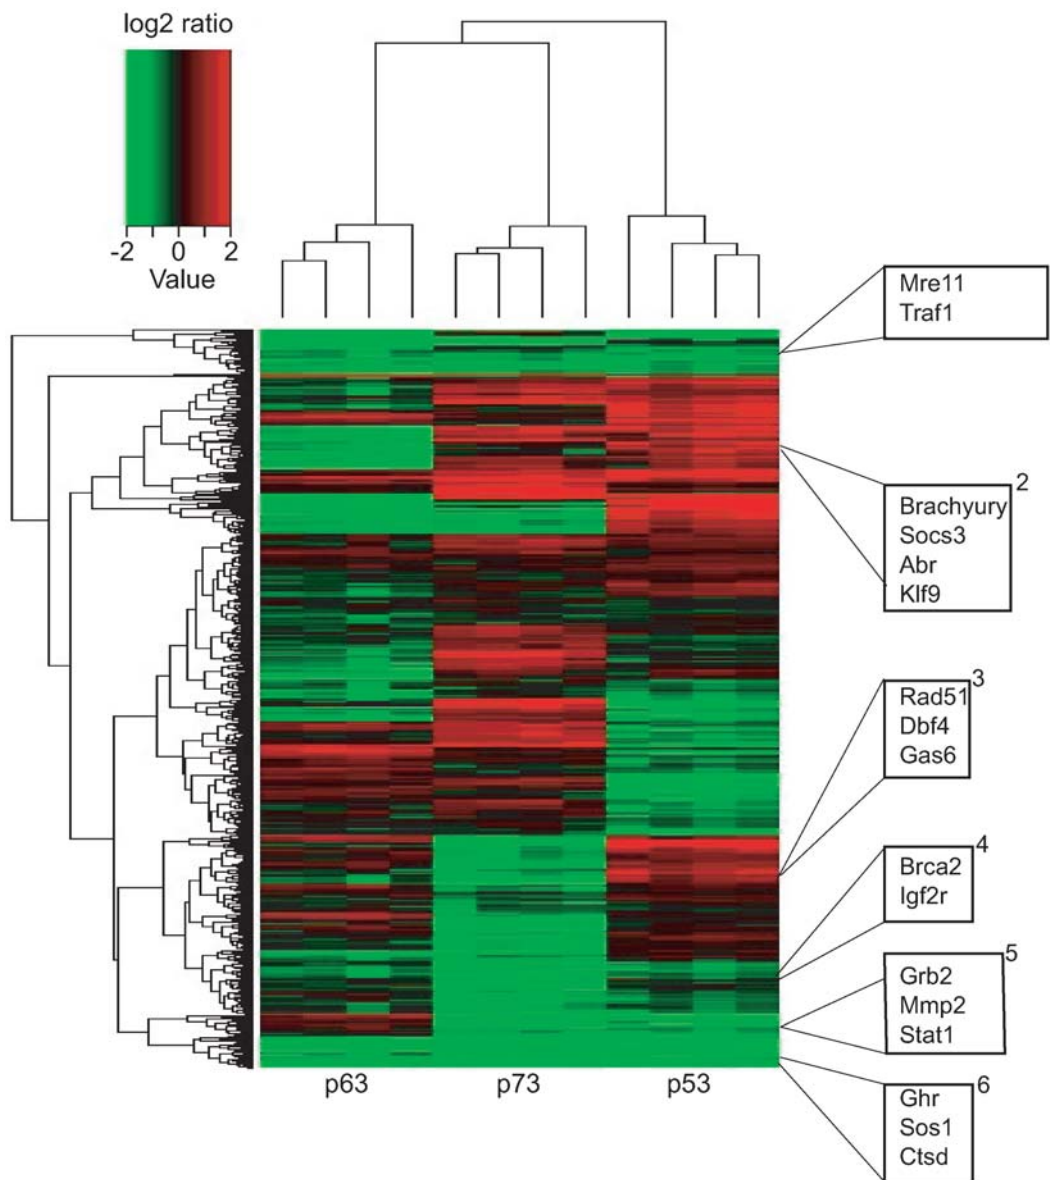 log2 ratio
-2 0 2
Value
Mre11
Traf1
2
Brachyury
Socs3
Abr
Klf9
3
Rad51
Dbf4
Gas6
4
Brca2
Igf2r
5
Grb2
Mmp2
Stat1
6
Ghr
Sos1
Ctsd
p63 p73 p53